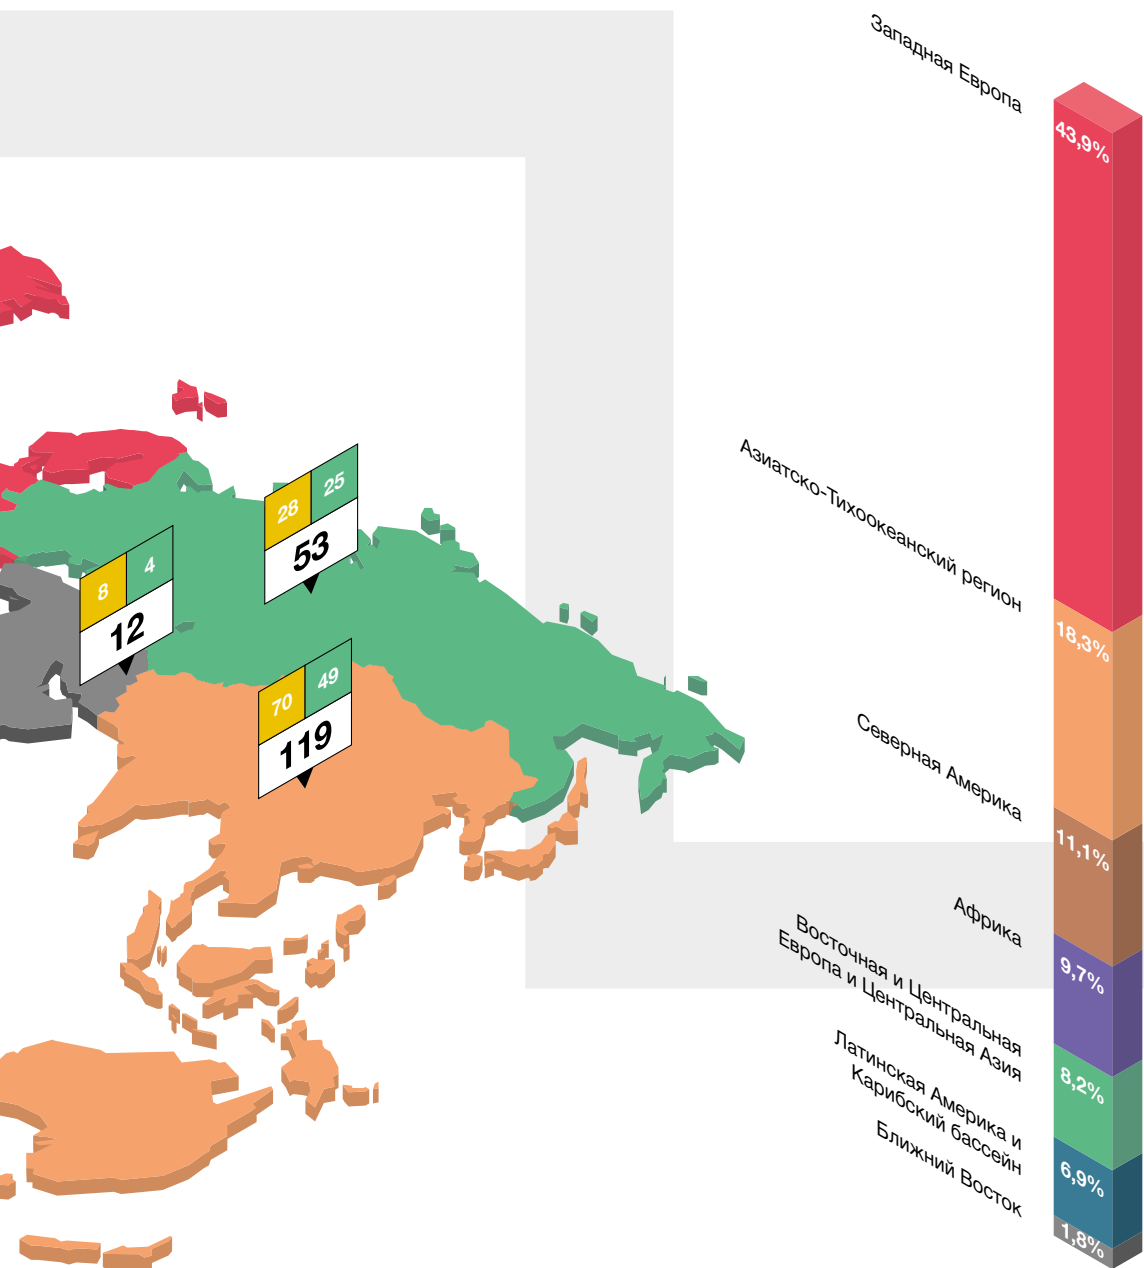 Западная Европа
43,9%
Азиатско-Тихоокеанский регион
28
25
53
8
4
12
18,3%
70
49
119
Северная Америка
11,1%
Африка
9,7%
Восточная и Центральная
Европа и Центральная Азия
8,2%
Латинская Америка и
Карибский бассейн
6,9%
Ближний Восток
1,8%